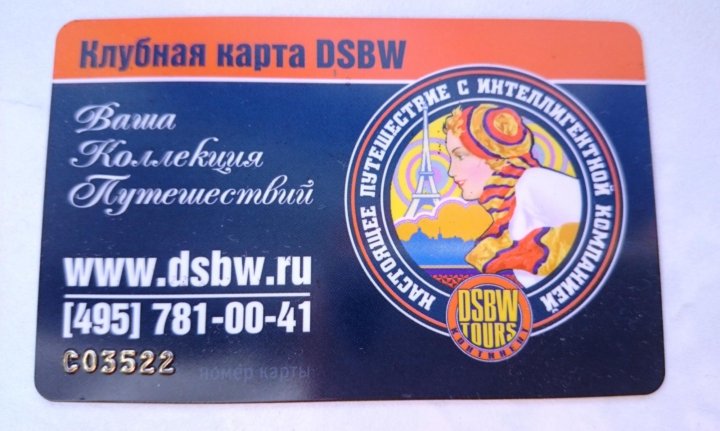 Клубная карта DSBW
Ваша
Коллекция
Путешествий
www.dsbw.ru
[495] 781-00-41
C03522
номер карты
НАСТОЯЩЕЕ ПУТЕШЕСТВИЕ С ИНТЕЛЛИГЕНТНОЙ КОМПАНИЕЙ
DSBW
TOURS
КОНТИНЕНТ